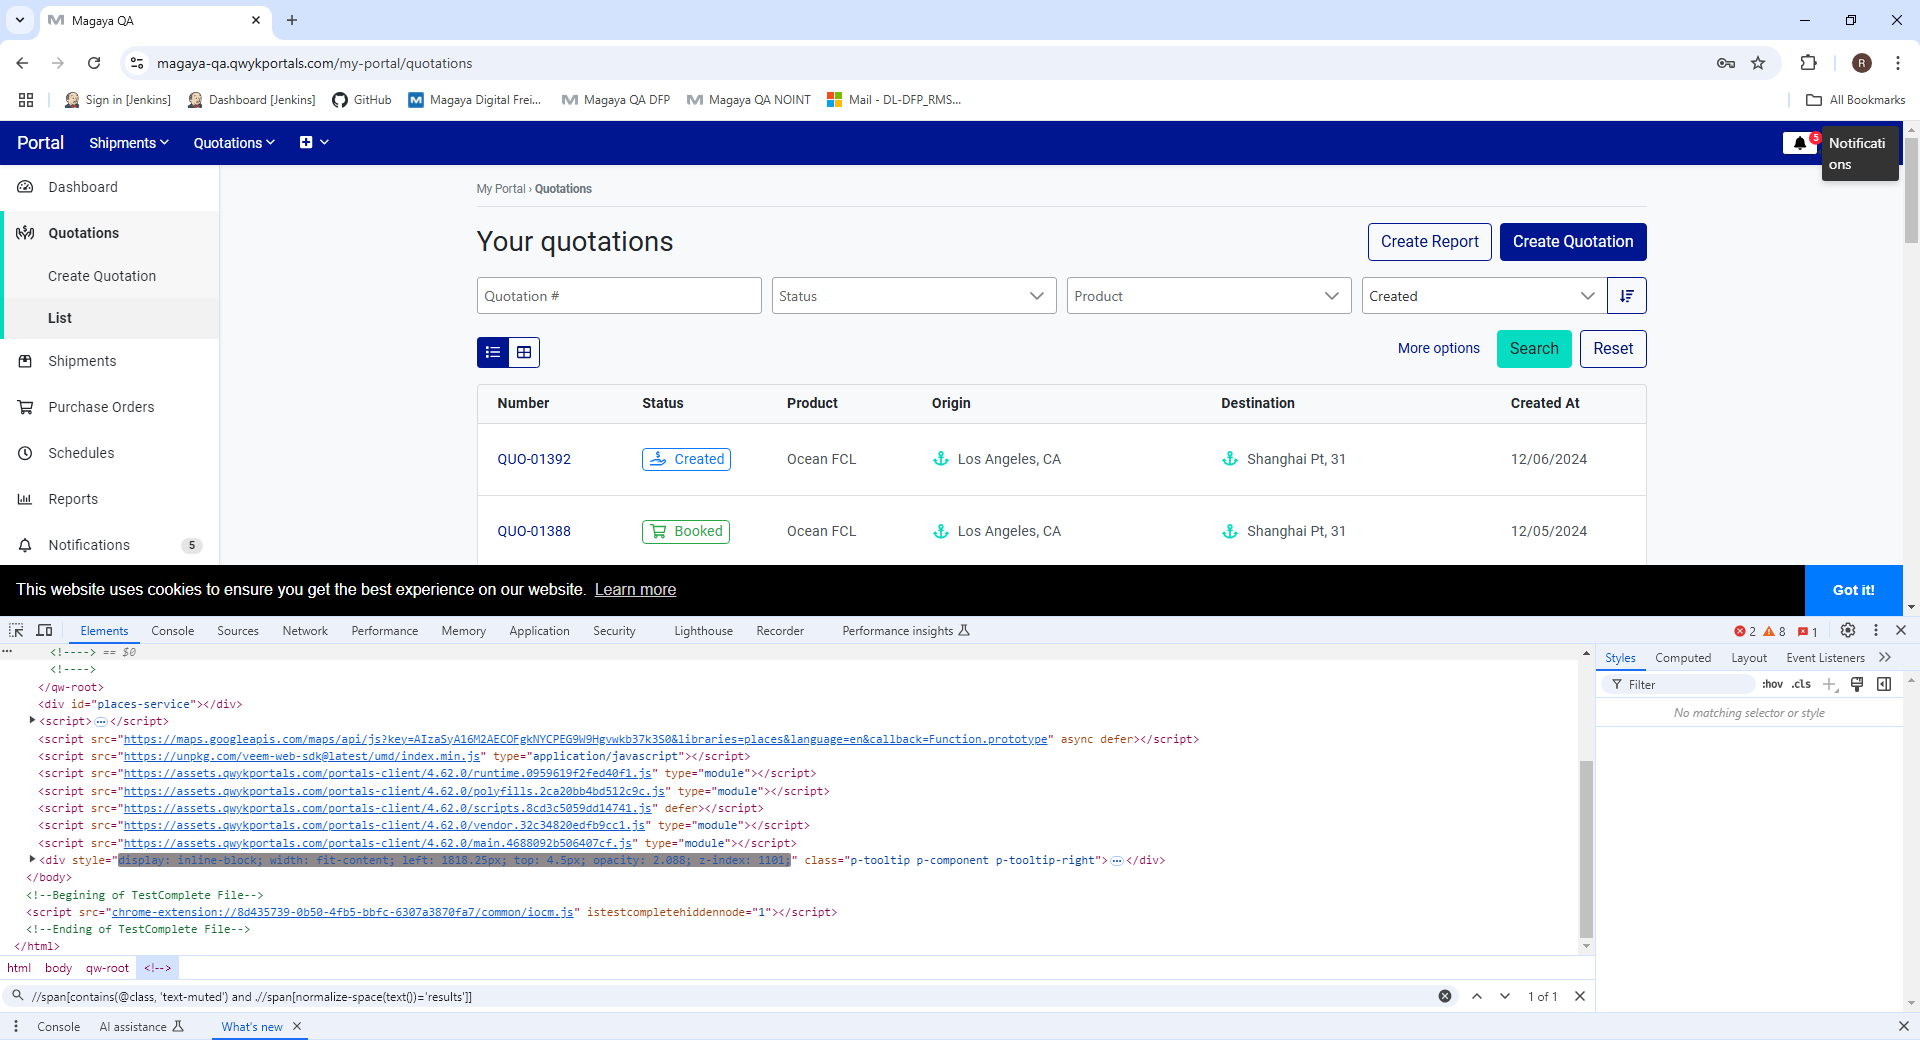 Magaya QA
magaya-qa.qwykportals.com/my-portal/quotations
R
Sign in [Jenkins]
Dashboard [Jenkins]
GitHub
Magaya Digital Frei...
Magaya QA DFP
Magaya QA NOINT
Mail - DL-DFP_RMS...
All Bookmarks
Portal
Shipments
Quotations
5
Notificati
ons
Dashboard
Quotations
Create Quotation
List
Shipments
Purchase Orders
Schedules
Reports
Notifications
5
My Portal › Quotations
Your quotations
Create Report
Create Quotation
Quotation #
Status
Product
Created
More options
Search
Reset
Number Status Product Origin Destination Created At
QUO-01392 Created Ocean FCL Los Angeles, CA Shanghai Pt, 31 12/06/2024
QUO-01388 Booked Ocean FCL Los Angeles, CA Shanghai Pt, 31 12/05/2024
This website uses cookies to ensure you get the best experience on our website. Learn more
Got it!
Elements Console Sources Network Performance Memory Application Security Lighthouse Recorder Performance insights
2 8 1
<!----> == $0
<!---->
</qw-root>
<div id="places-service"></div>
<script>…</script>
<script src="https://maps.googleapis.com/maps/api/js?key=AIzaSyA16M2AECOFgkNYCPEG9W9Hgvwkb37k3S0&libraries=places&language=en&callback=Function.prototype" async defer></script>
<script src="https://unpkg.com/veem-web-sdk@latest/umd/index.min.js" type="application/javascript"></script>
<script src="https://assets.qwykportals.com/portals-client/4.62.0/runtime.0959619f2fed40f1.js" type="module"></script>
<script src="https://assets.qwykportals.com/portals-client/4.62.0/polyfills.2ca20bb4bd512c9c.js" type="module"></script>
<script src="https://assets.qwykportals.com/portals-client/4.62.0/scripts.8cd3c5059dd14741.js" defer></script>
<script src="https://assets.qwykportals.com/portals-client/4.62.0/vendor.32c34820edfb9cc1.js" type="module"></script>
<script src="https://assets.qwykportals.com/portals-client/4.62.0/main.4688092b506407cf.js" type="module"></script>
<div style="display: inline-block; width: fit-content; left: 1818.25px; top: 4.5px; opacity: 2.088; z-index: 1101;" class="p-tooltip p-component p-tooltip-right">…</div>
</body>
<!--Begining of TestComplete File-->
<script src="chrome-extension://8d435739-0b50-4fb5-bbfc-6307a3870fa7/common/iocm.js" istestcompletehiddennode="1"></script>
<!--Ending of TestComplete File-->
</html>
html body qw-root <!-->
//span[contains(@class, 'text-muted') and .//span[normalize-space(text())='results']]
1 of 1
Styles Computed Layout Event Listeners
Filter
:hov .cls
No matching selector or style
Console AI assistance What's new